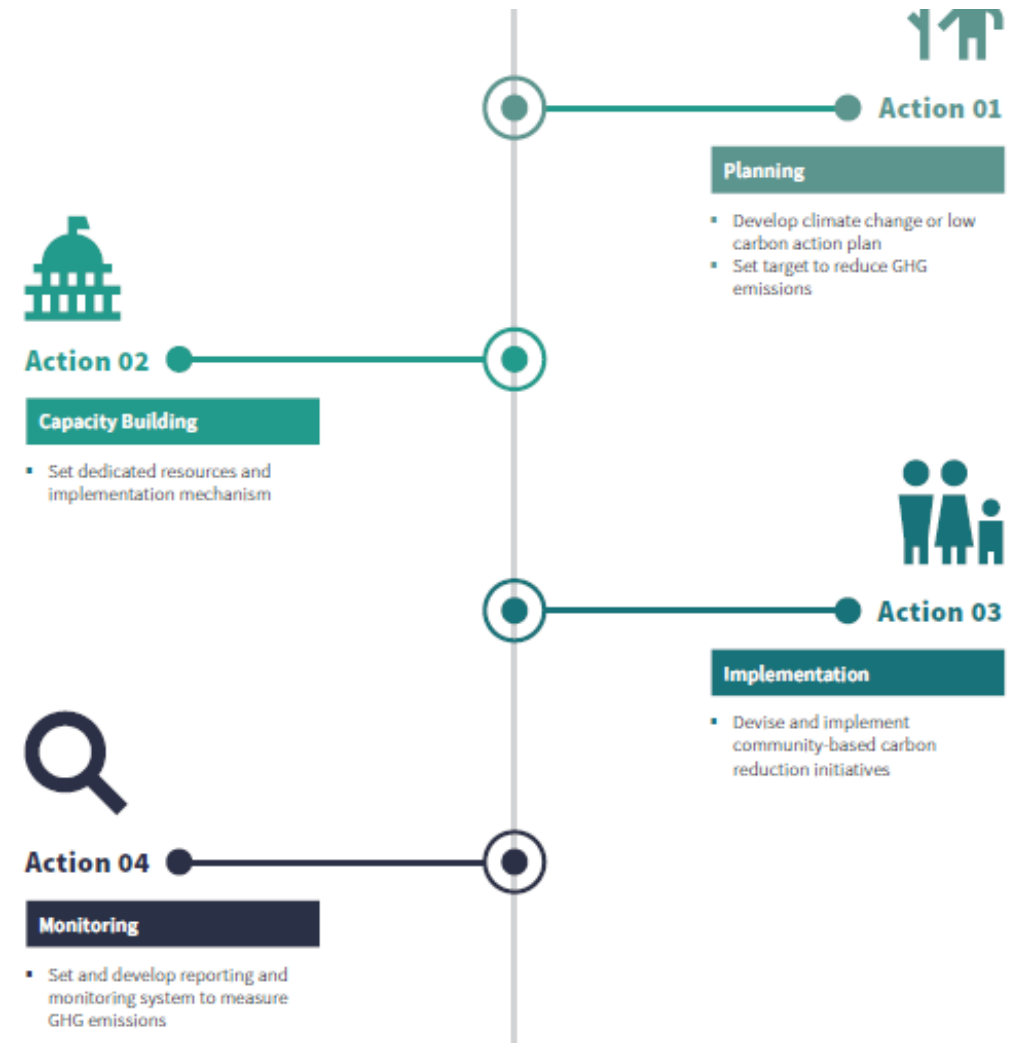 Action 01
Planning
▪ Develop climate change or low
carbon action plan
▪ Set target to reduce GHG
emissions
Action 02
Capacity Building
▪ Set dedicated resources and
implementation mechanism
Action 03
Implementation
▪ Devise and implement
community-based carbon
reduction initiatives
Action 04
Monitoring
▪ Set and develop reporting and
monitoring system to measure
GHG emissions